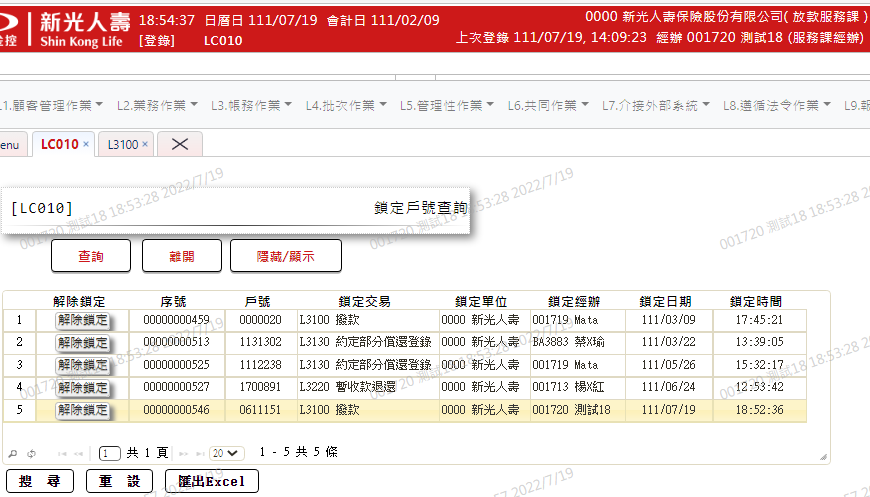 新光人壽 18:54:37 日曆日 111/07/19 會計日 111/02/09 0000 新光人壽保險股份有限公司( 放款服務課 )
金控 Shin Kong Life [登錄] LC010 上次登錄 111/07/19, 14:09:23 經辦 001720 測試18 (服務課經辦)
L1.顧客管理作業 L2.業務作業 L3.帳務作業 L4.批次作業 L5.管理性作業 L6.共同作業 L7.介接外部系統 L8.遵循法令作業 L9.報
enu LC010 × L3100 ×
001720 測試18 18:53:28 2022/7/19
[LC010] 鎖定戶號查詢
查詢 離開 隱藏/顯示
解除鎖定 序號 戶號 鎖定交易 鎖定單位 鎖定經辦 鎖定日期 鎖定時間
1 解除鎖定 00000000459 0000020 L3100 撥款 0000 新光人壽 001719 Mata 111/03/09 17:45:21
2 解除鎖定 00000000513 1131302 L3130 約定部分償還登錄 0000 新光人壽 BA3883 蔡X瑜 111/03/22 13:39:05
3 解除鎖定 00000000525 1112238 L3130 約定部分償還登錄 0000 新光人壽 001719 Mata 111/05/26 15:32:17
4 解除鎖定 00000000527 1700891 L3220 暫收款退還 0000 新光人壽 001713 楊X紅 111/06/24 12:53:42
5 解除鎖定 00000000546 0611151 L3100 撥款 0000 新光人壽 001720 測試18 111/07/19 18:52:36
1 共 1 頁 20 1 - 5 共 5 條
搜 尋 重 設 匯出Excel